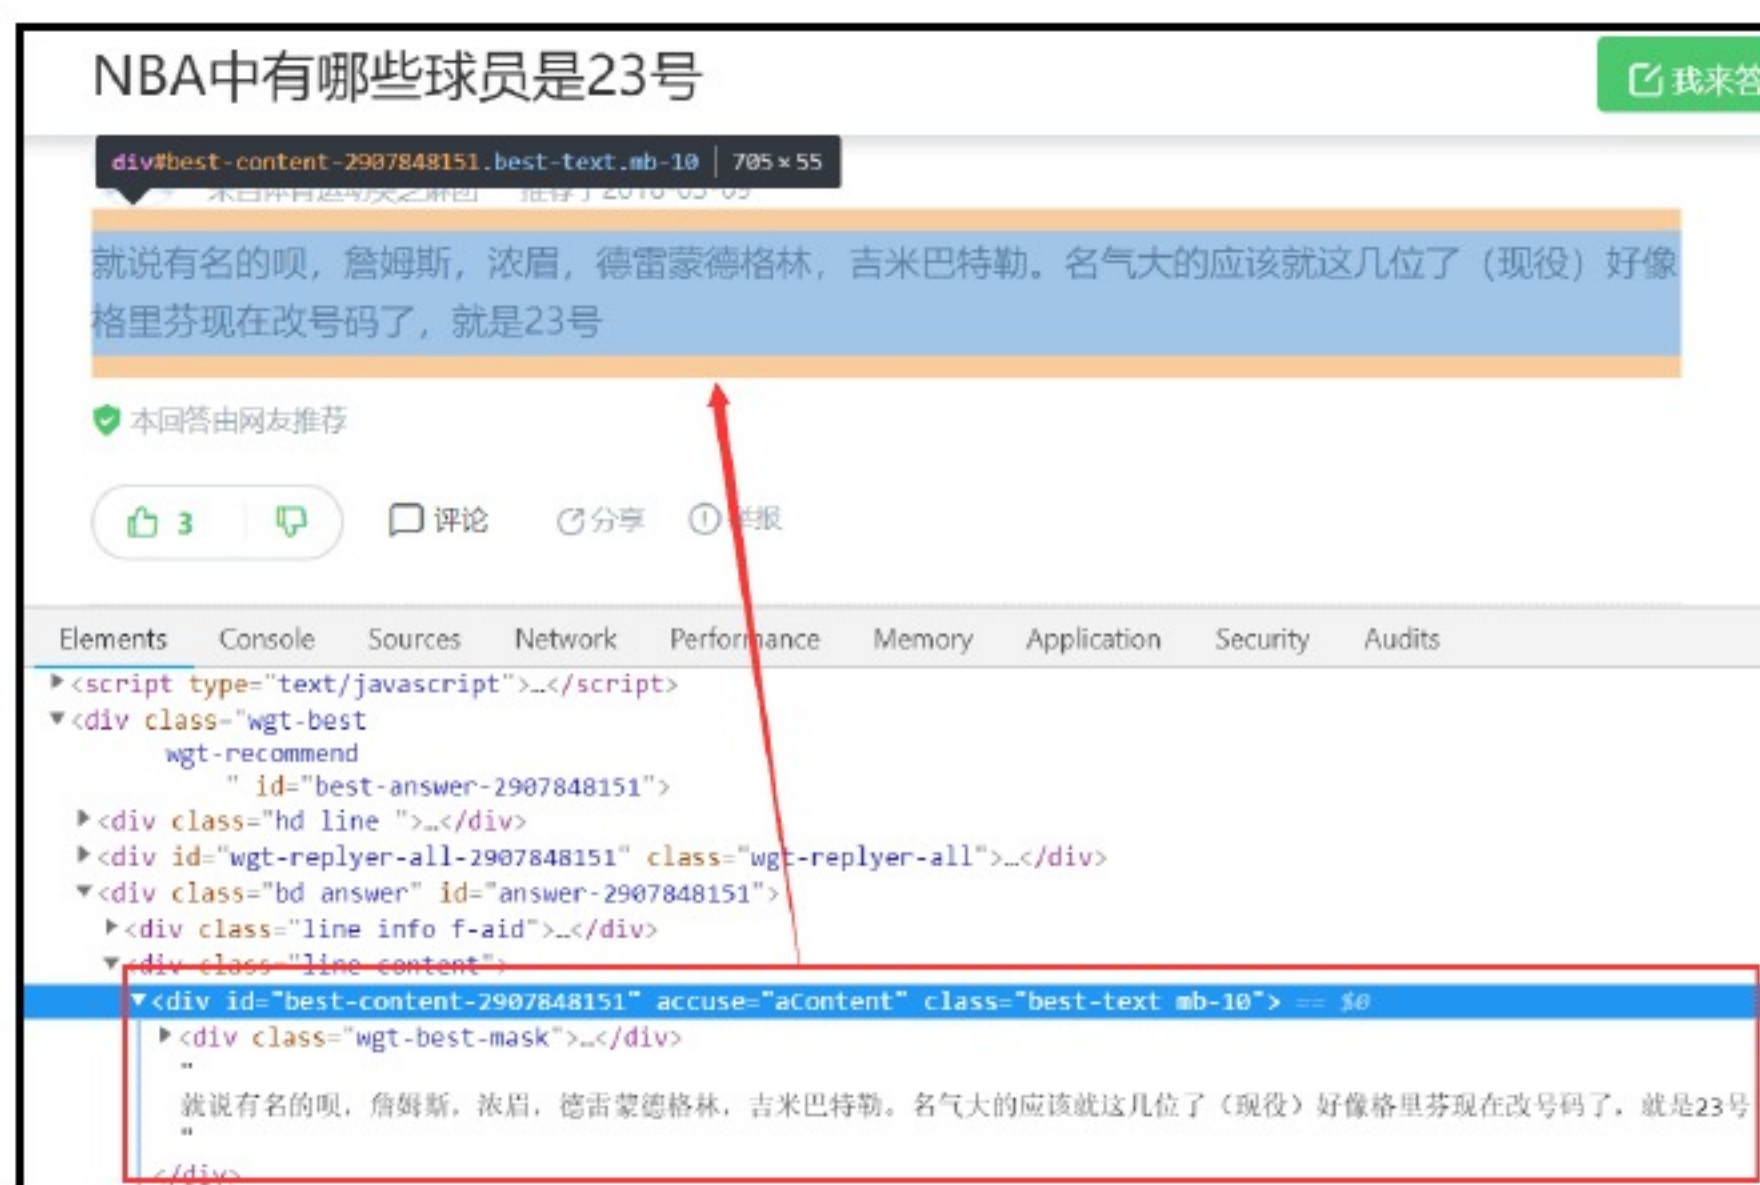 NBA中有哪些球员是23号
我来答
div#best-content-2907848151.best-text.mb-10 705×55
推荐于2018-03-09
就说有名的呗，詹姆斯，浓眉，德雷蒙德格林，吉米巴特勒。名气大的应该就这几位了（现役）好像
格里芬现在改号码了，就是23号
本回答由网友推荐
3 评论 分享 举报
Elements Console Sources Network Performance Memory Application Security Audits
<script type="text/javascript">…</script>
<div class="wgt-best
wgt-recommend
" id="best-answer-2907848151">
<div class="hd line ">…</div>
<div id="wgt-replyer-all-2907848151" class="wgt-replyer-all">…</div>
<div class="bd answer" id="answer-2907848151">
<div class="line info f-aid">…</div>
<div class="line content">
<div id="best-content-2907848151" accuse="aContent" class="best-text mb-10"> == $0
<div class="wgt-best-mask">…</div>
"
就说有名的呗，詹姆斯，浓眉，德雷蒙德格林，吉米巴特勒。名气大的应该就这几位了（现役）好像格里芬现在改号码了，就是23号
"
</div>